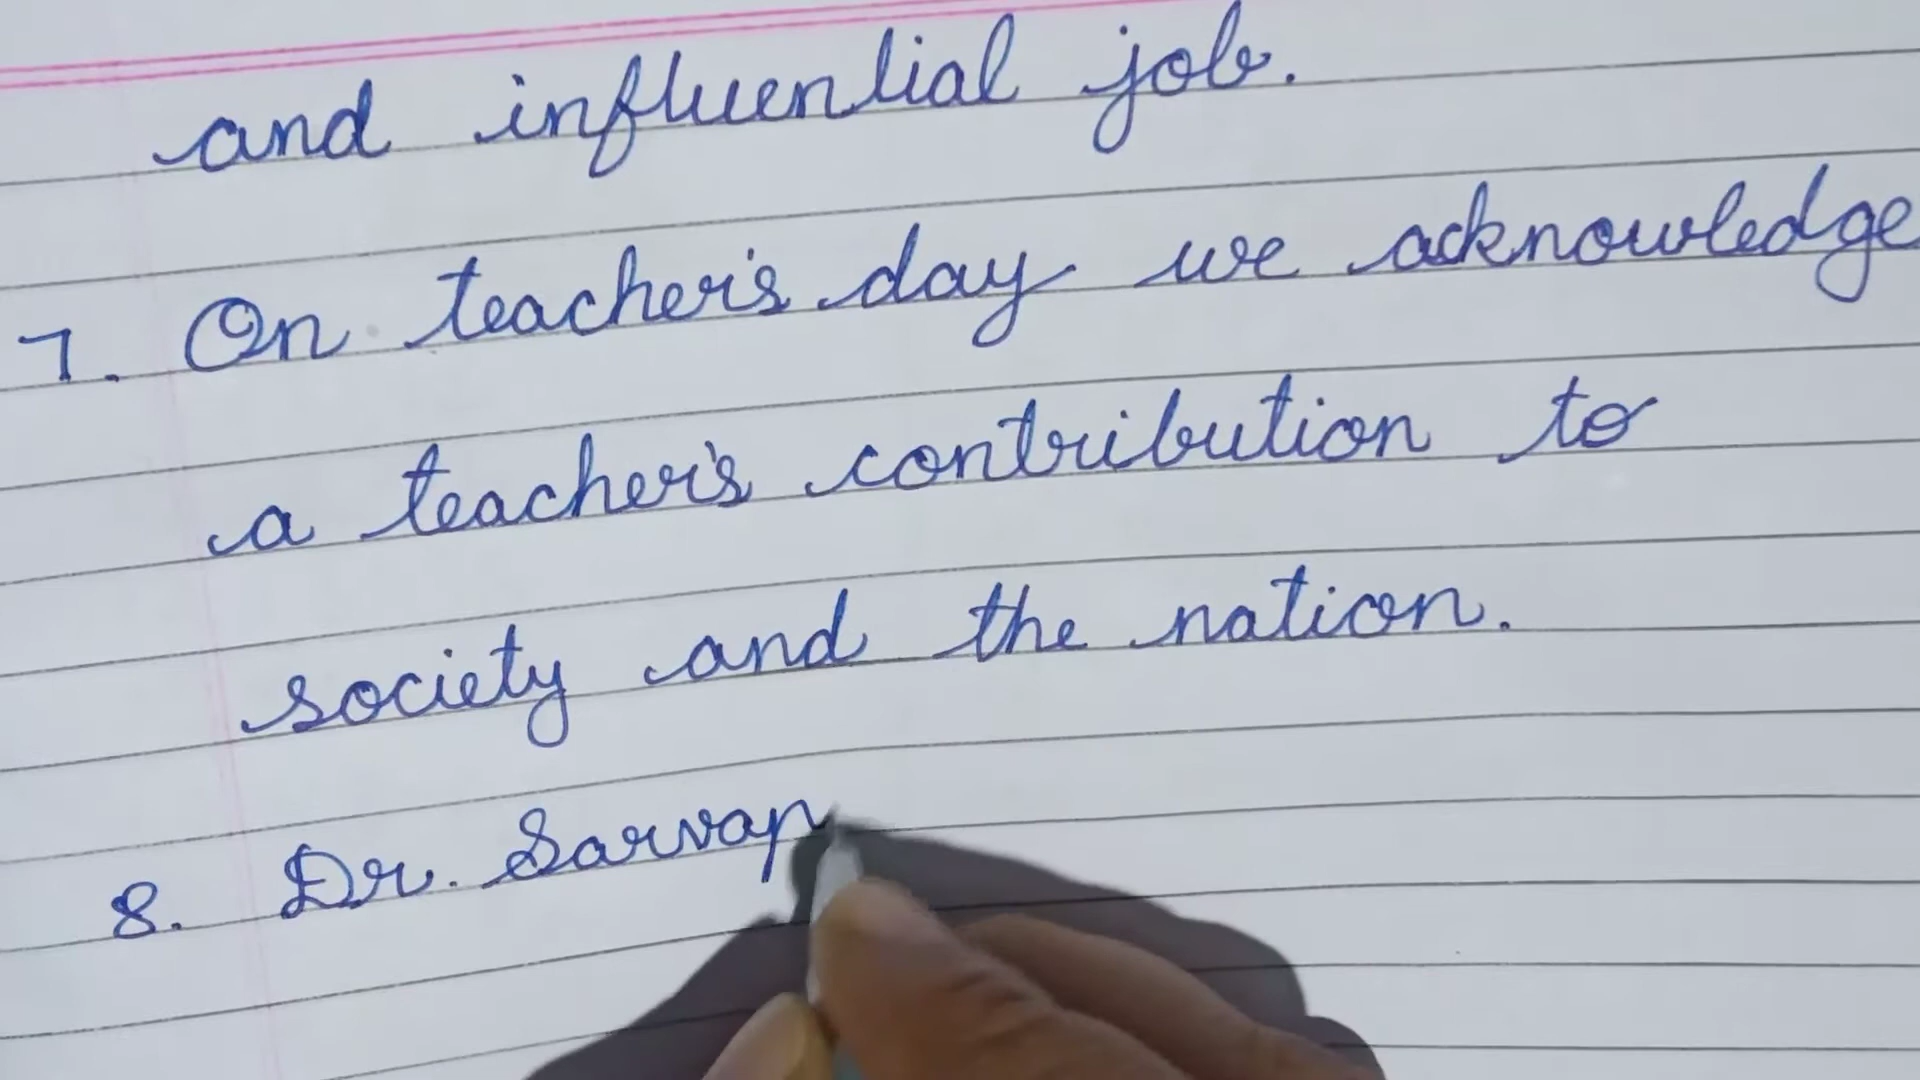 and influential job.
7. On teacher's day we acknowledge
a teacher's contribution to
society and the nation.
8. Dr. Sarvap